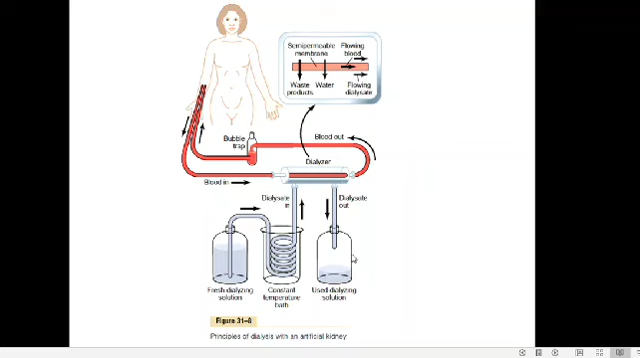 Semipermeable
membrane
Flowing
blood
Waste
products
Water
Flowing
dialysate
Bubble
trap
Blood out
Dialyzer
Blood in
Dialysate
in
Dialysate
out
Fresh dialyzing
solution
Constant
temperature
bath
Used dialyzing
solution
Figure 31–8
Principles of dialysis with an artificial kidney